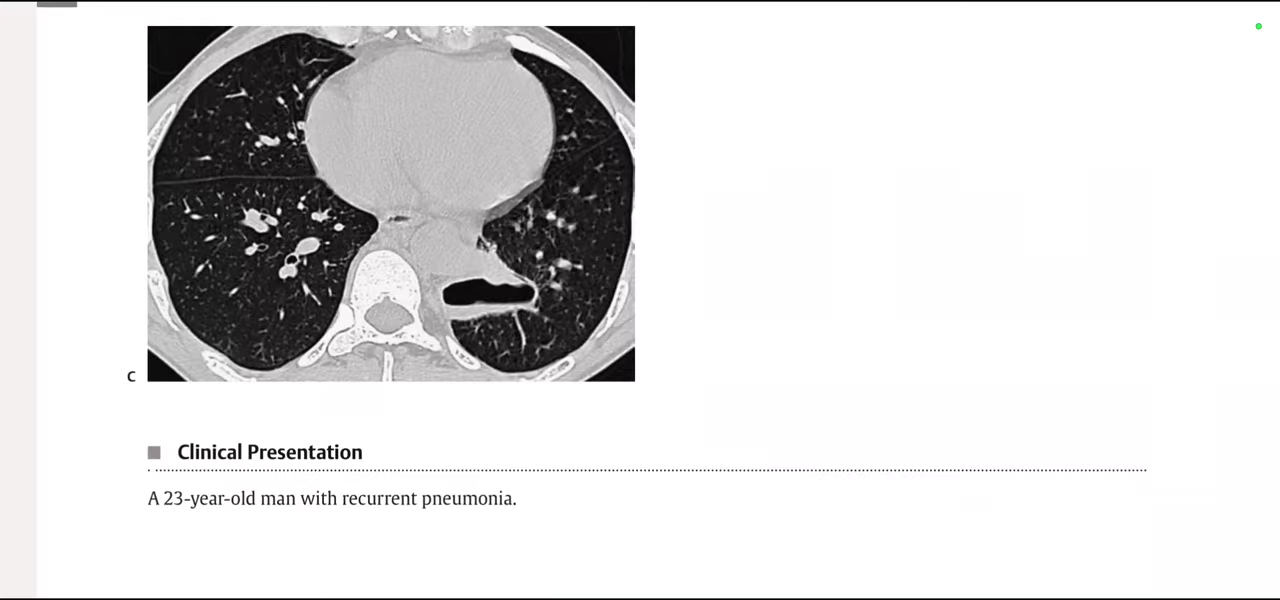 C
Clinical Presentation
A 23-year-old man with recurrent pneumonia.